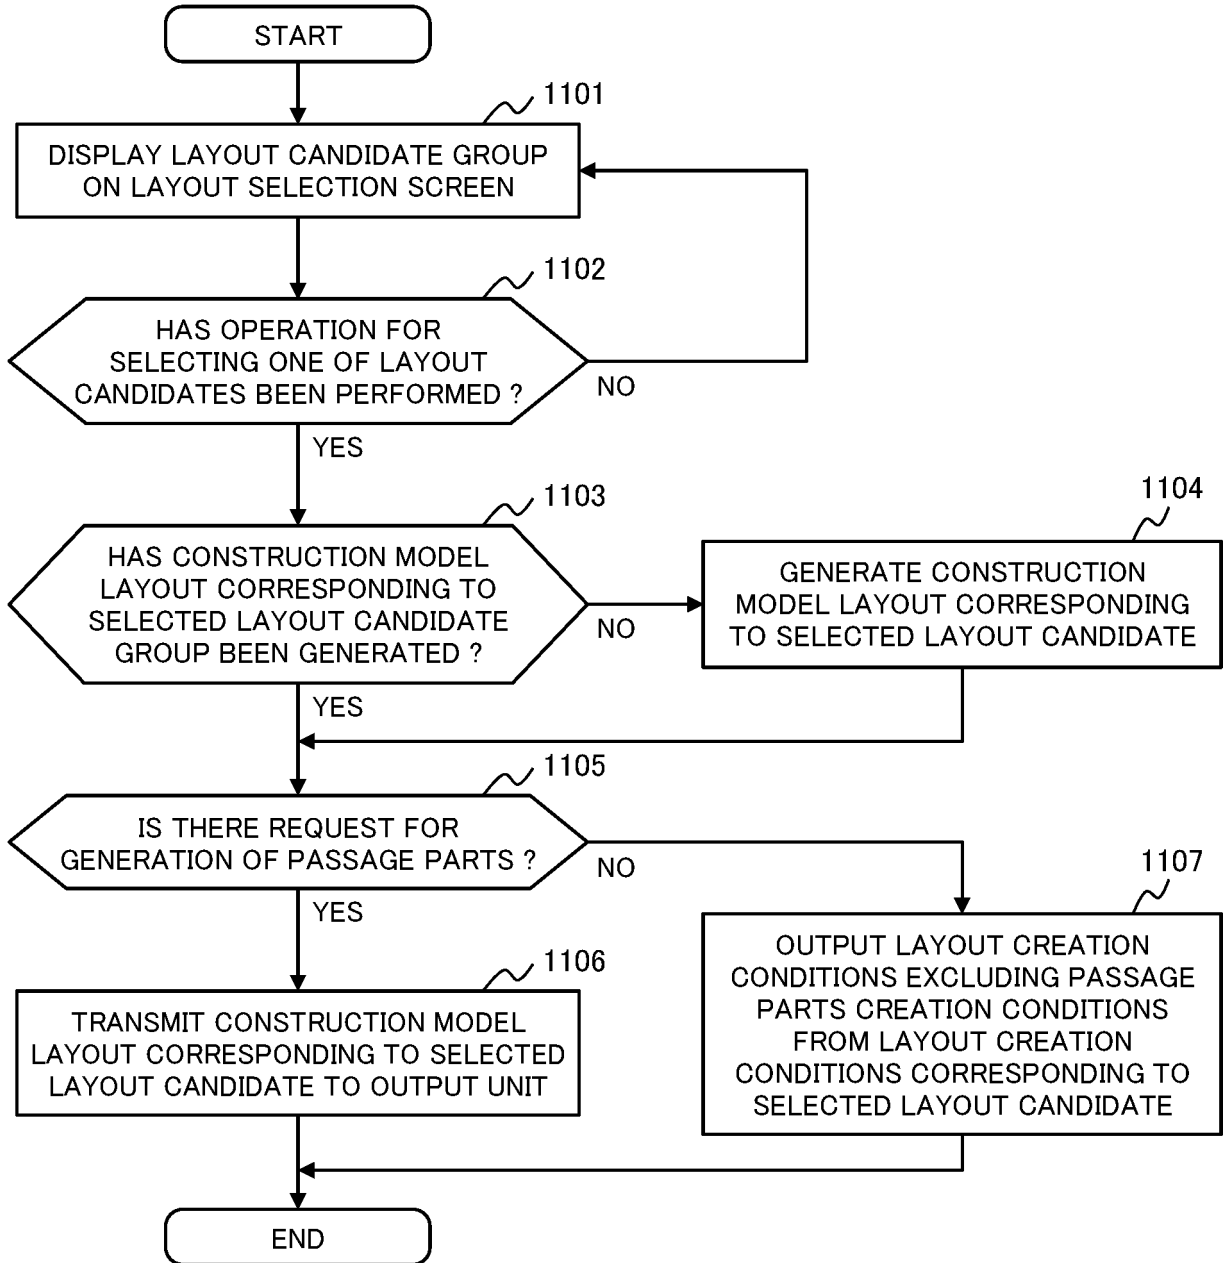 START
1101
DISPLAY LAYOUT CANDIDATE GROUP
ON LAYOUT SELECTION SCREEN
1102
HAS OPERATION FOR
SELECTING ONE OF LAYOUT
CANDIDATES BEEN PERFORMED ?
NO
YES
1103
HAS CONSTRUCTION MODEL
LAYOUT CORRESPONDING TO
SELECTED LAYOUT CANDIDATE
GROUP BEEN GENERATED ?
NO
YES
1104
GENERATE CONSTRUCTION
MODEL LAYOUT CORRESPONDING
TO SELECTED LAYOUT CANDIDATE
1105
IS THERE REQUEST FOR
GENERATION OF PASSAGE PARTS ?
NO
YES
1106
TRANSMIT CONSTRUCTION MODEL
LAYOUT CORRESPONDING TO SELECTED
LAYOUT CANDIDATE TO OUTPUT UNIT
1107
OUTPUT LAYOUT CREATION
CONDITIONS EXCLUDING PASSAGE
PARTS CREATION CONDITIONS
FROM LAYOUT CREATION
CONDITIONS CORRESPONDING TO
SELECTED LAYOUT CANDIDATE
END